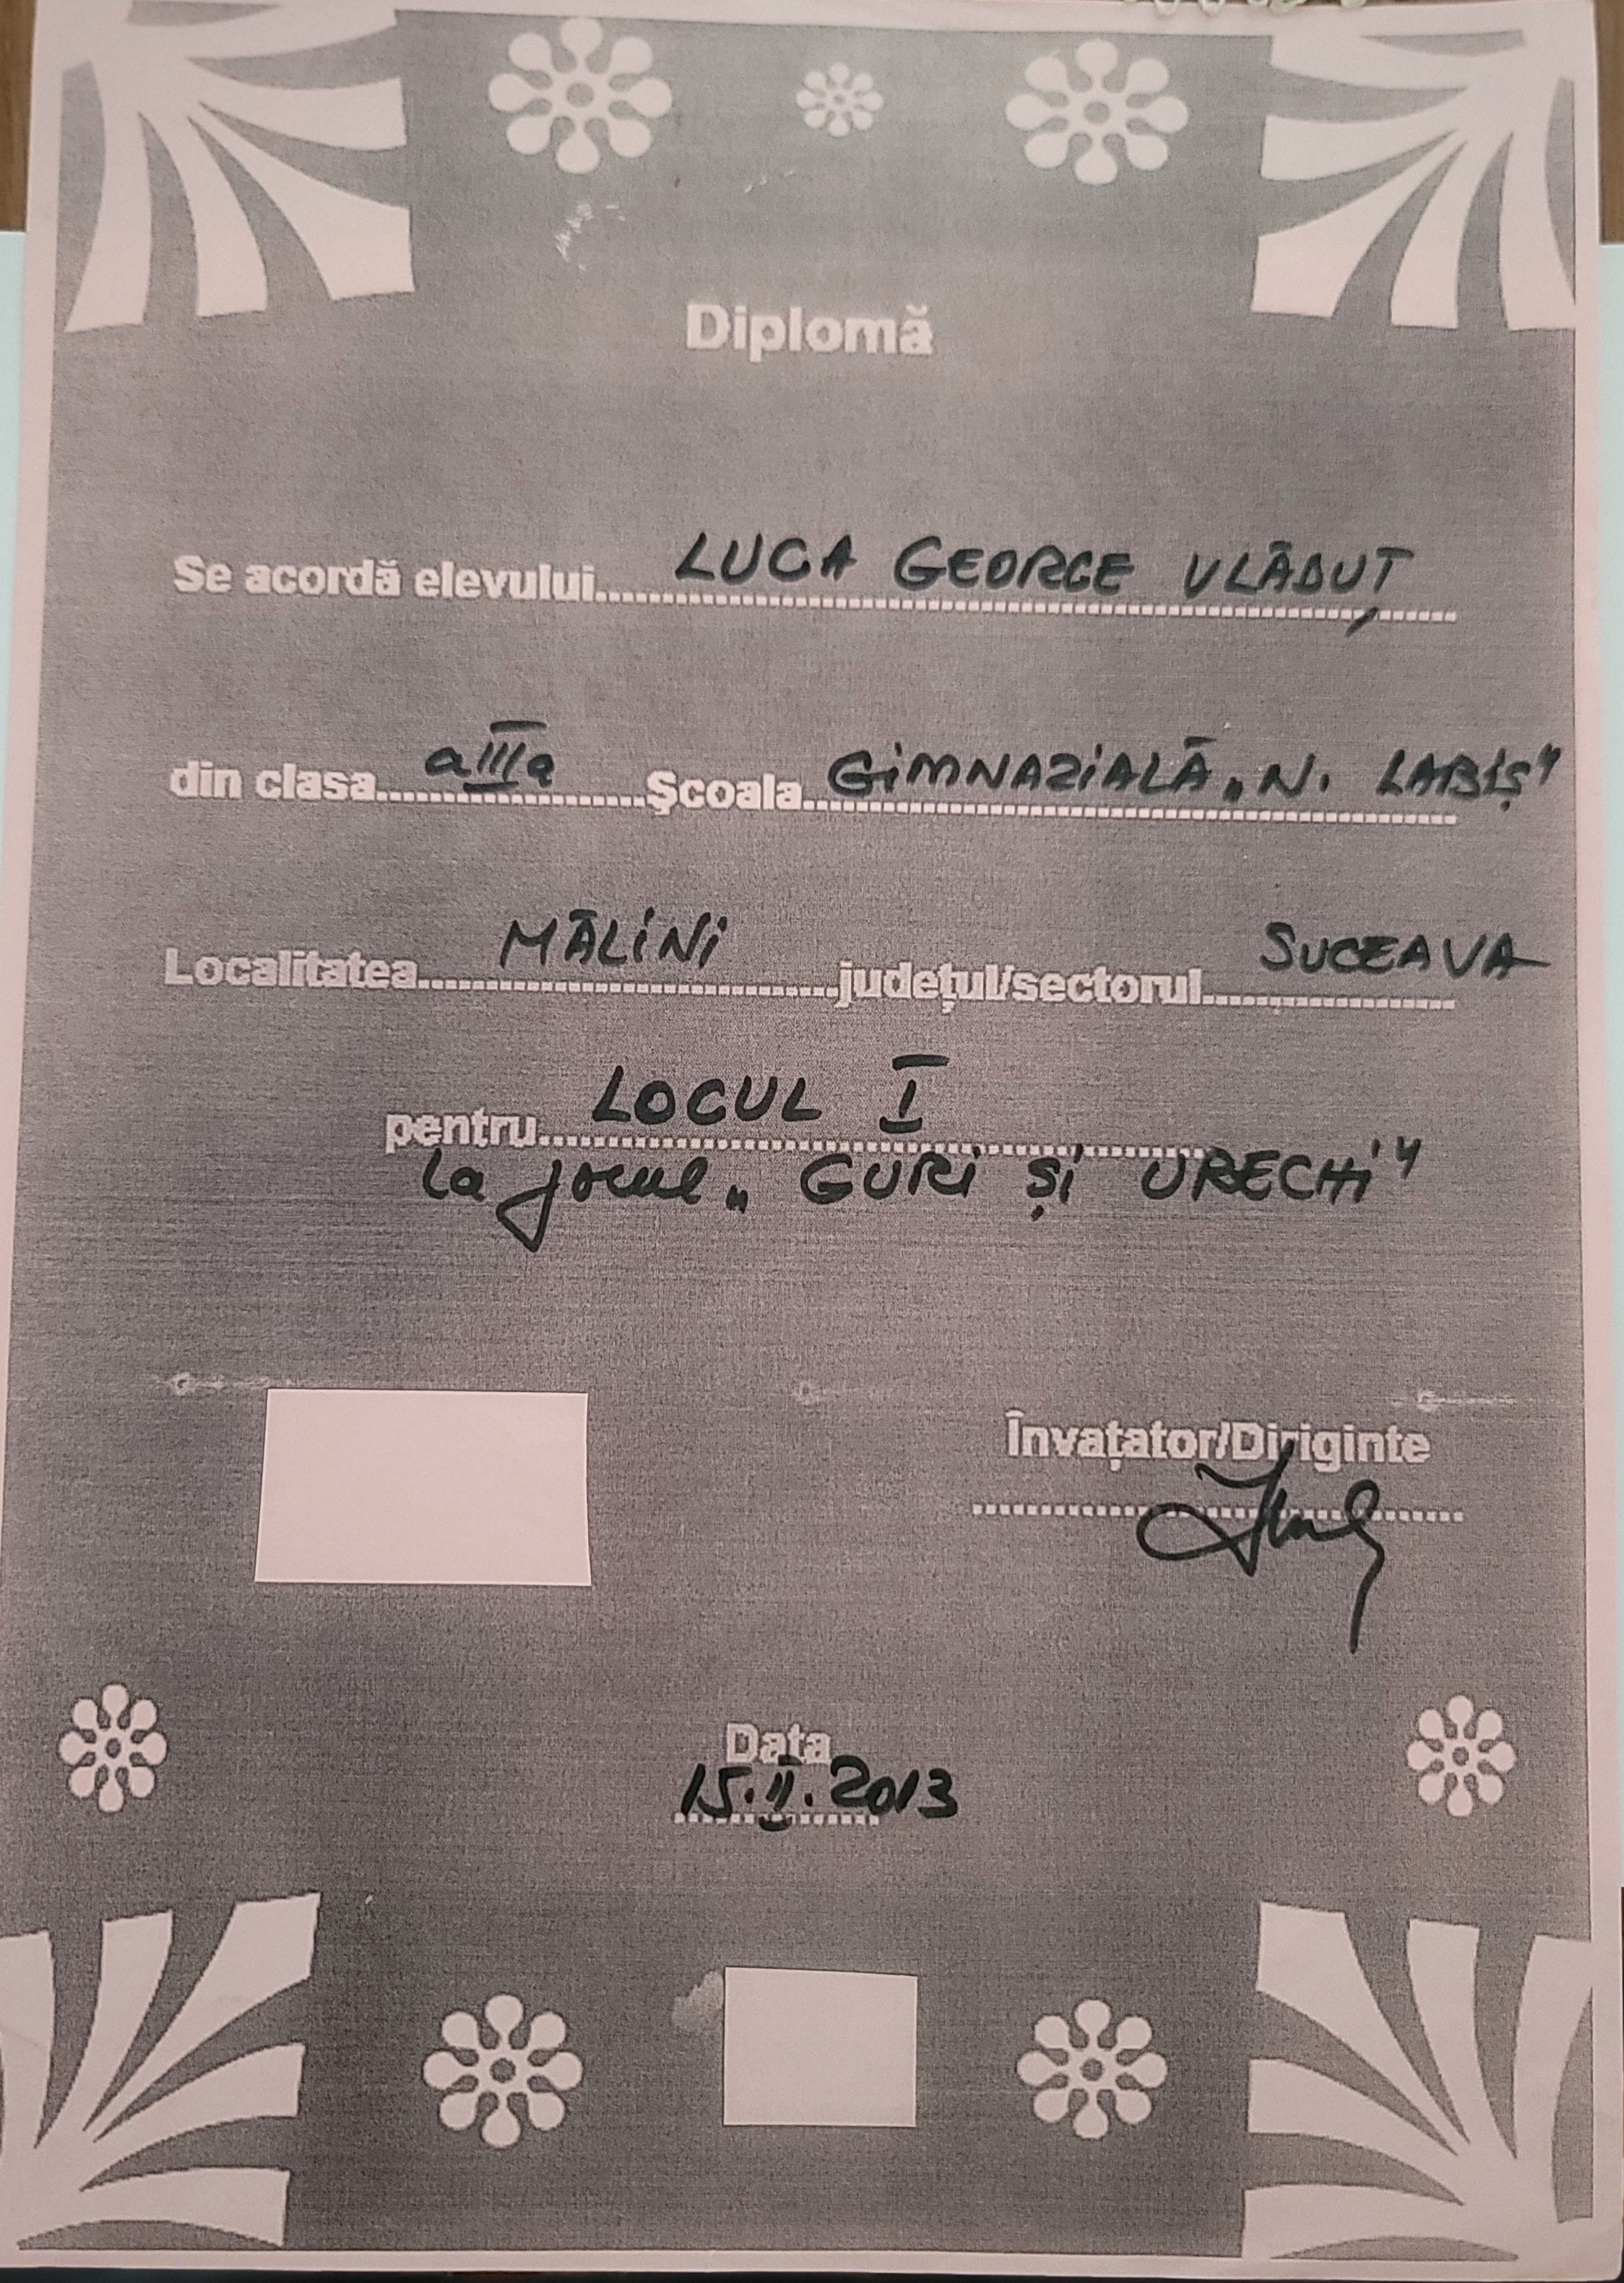 Diplomă
Se acordă elevului LUCA GEORGE VLĂDUȚ
din clasa a III a Școala GIMNAZIALĂ „N. LABIȘ"
Localitatea MĂLINI județul/sectorul SUCEAVA
pentru LOCUL I
la jocul „GURI ȘI URECHI"
Învațator/Diriginte
Data
15.II.2013